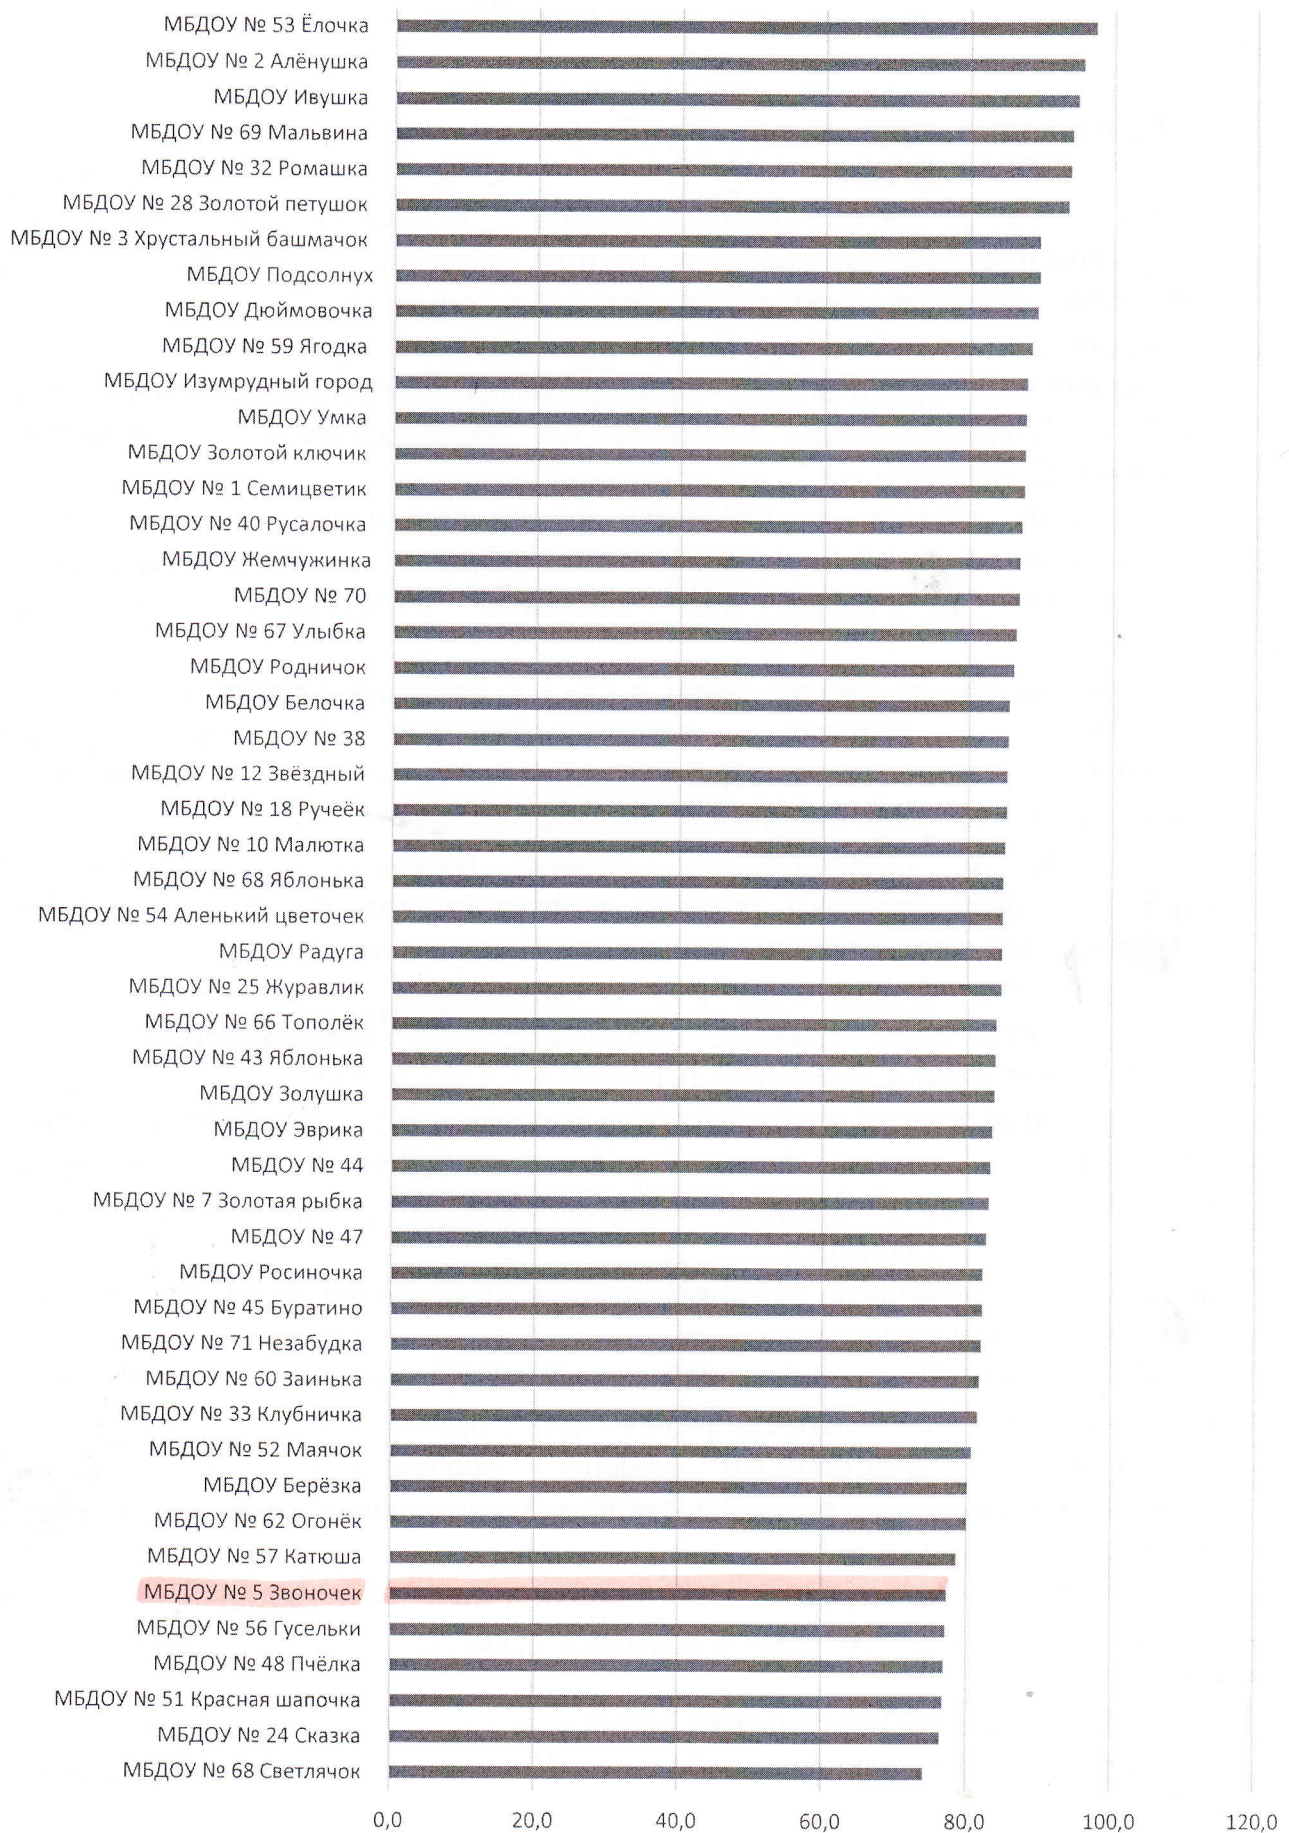 МБДОУ № 53 Ёлочка
МБДОУ № 2 Алёнушка
МБДОУ Ивушка
МБДОУ № 69 Мальвина
МБДОУ № 32 Ромашка
МБДОУ № 28 Золотой петушок
МБДОУ № 3 Хрустальный башмачок
МБДОУ Подсолнух
МБДОУ Дюймовочка
МБДОУ № 59 Ягодка
МБДОУ Изумрудный город
МБДОУ Умка
МБДОУ Золотой ключик
МБДОУ № 1 Семицветик
МБДОУ № 40 Русалочка
МБДОУ Жемчужинка
МБДОУ № 70
МБДОУ № 67 Улыбка
МБДОУ Родничок
МБДОУ Белочка
МБДОУ № 38
МБДОУ № 12 Звёздный
МБДОУ № 18 Ручеёк
МБДОУ № 10 Малютка
МБДОУ № 68 Яблонька
МБДОУ № 54 Аленький цветочек
МБДОУ Радуга
МБДОУ № 25 Журавлик
МБДОУ № 66 Тополёк
МБДОУ № 43 Яблонька
МБДОУ Золушка
МБДОУ Эврика
МБДОУ № 44
МБДОУ № 7 Золотая рыбка
МБДОУ № 47
МБДОУ Росиночка
МБДОУ № 45 Буратино
МБДОУ № 71 Незабудка
МБДОУ № 60 Заинька
МБДОУ № 33 Клубничка
МБДОУ № 52 Маячок
МБДОУ Берёзка
МБДОУ № 62 Огонёк
МБДОУ № 57 Катюша
МБДОУ № 5 Звоночек
МБДОУ № 56 Гусельки
МБДОУ № 48 Пчёлка
МБДОУ № 51 Красная шапочка
МБДОУ № 24 Сказка
МБДОУ № 68 Светлячок
0,0 20,0 40,0 60,0 80,0 100,0 120,0